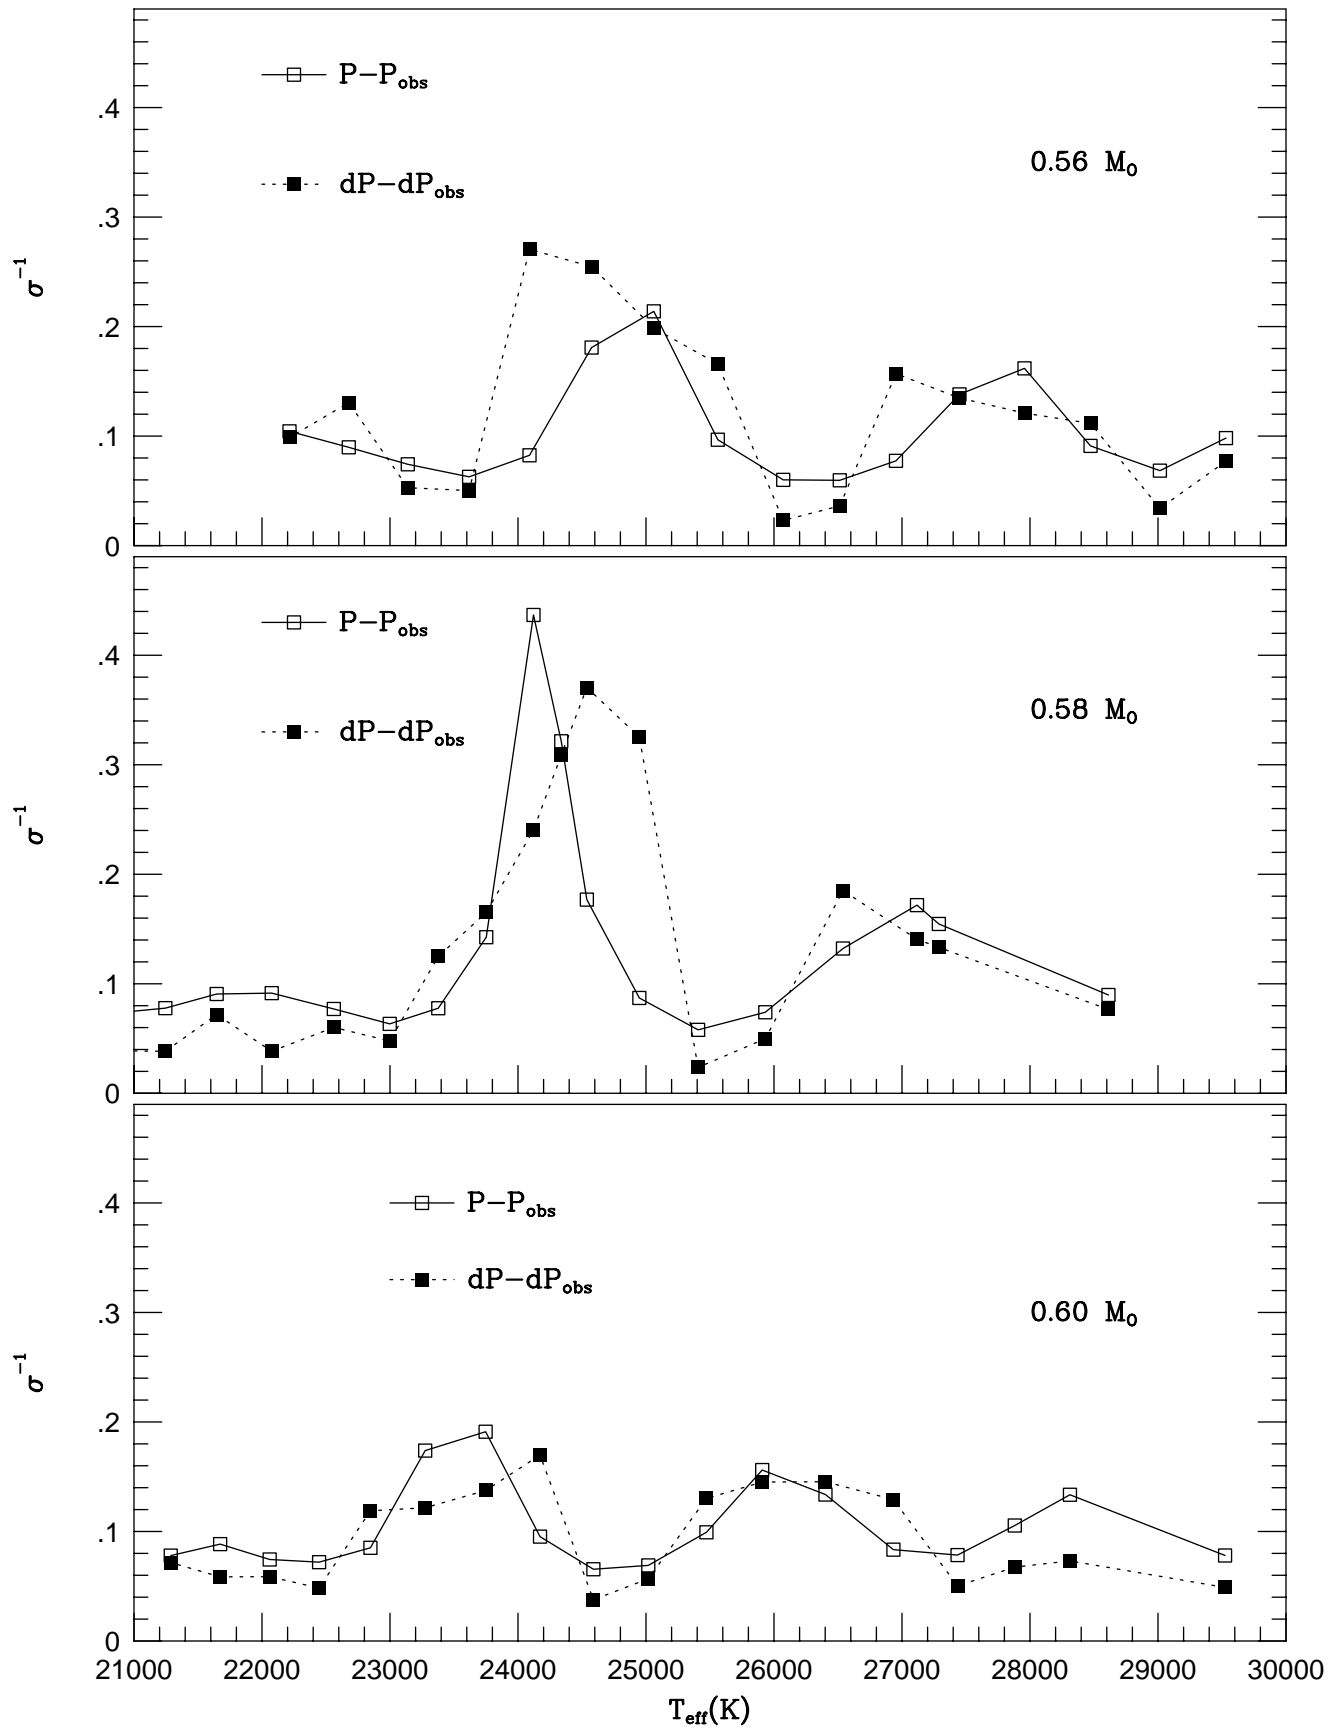 P−P_obs
.4
0.56 M_0
dP−dP_obs
.3
σ^−1
.2
.1
0
P−P_obs
.4
0.58 M_0
dP−dP_obs
.3
σ^−1
.2
.1
0
P−P_obs
.4
dP−dP_obs
0.60 M_0
.3
σ^−1
.2
.1
0
21000 22000 23000 24000 25000 26000 27000 28000 29000 30000
T_eff(K)